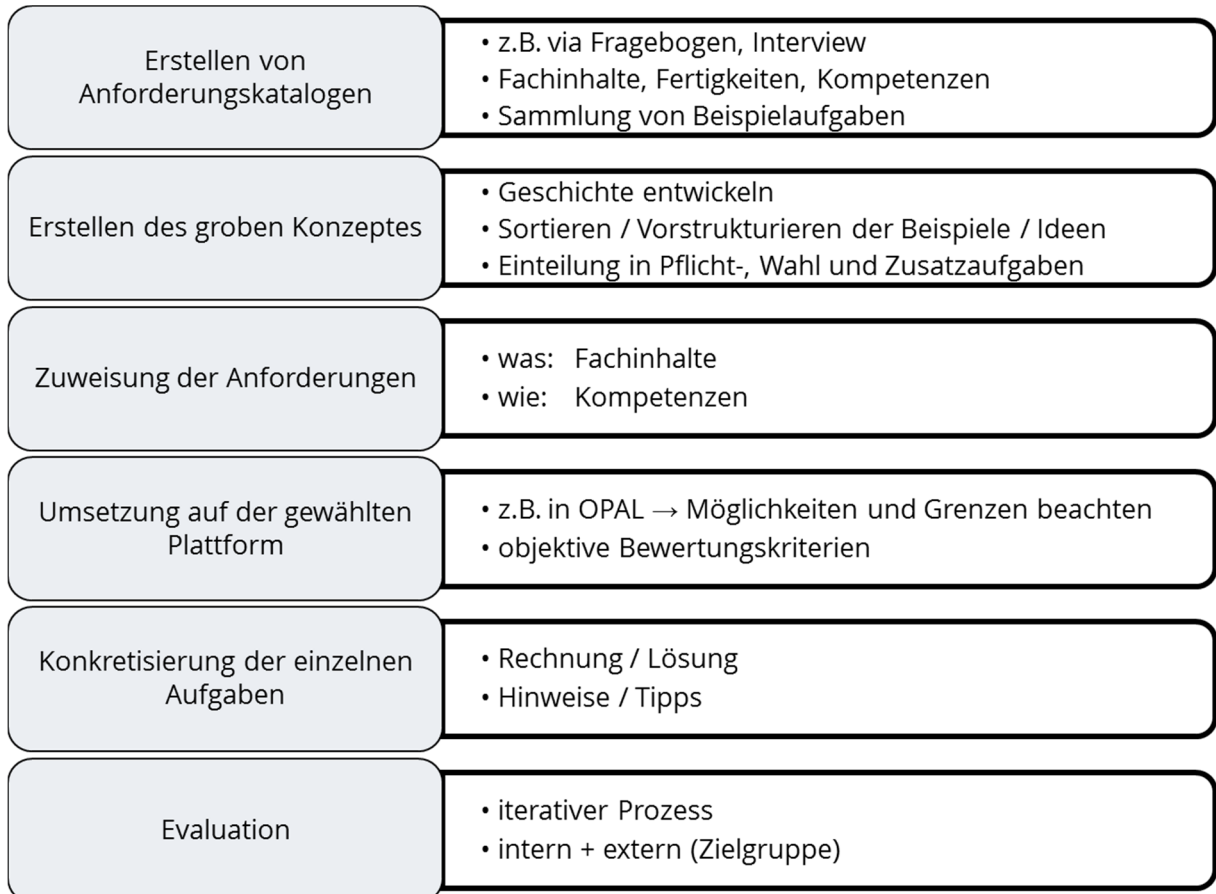 Erstellen von
Anforderungskatalogen
• z.B. via Fragebogen, Interview
• Fachinhalte, Fertigkeiten, Kompetenzen
• Sammlung von Beispielaufgaben
Erstellen des groben Konzeptes
• Geschichte entwickeln
• Sortieren / Vorstrukturieren der Beispiele / Ideen
• Einteilung in Pflicht-, Wahl und Zusatzaufgaben
Zuweisung der Anforderungen
• was: Fachinhalte
• wie: Kompetenzen
Umsetzung auf der gewählten
Plattform
• z.B. in OPAL → Möglichkeiten und Grenzen beachten
• objektive Bewertungskriterien
Konkretisierung der einzelnen
Aufgaben
• Rechnung / Lösung
• Hinweise / Tipps
Evaluation
• iterativer Prozess
• intern + extern (Zielgruppe)